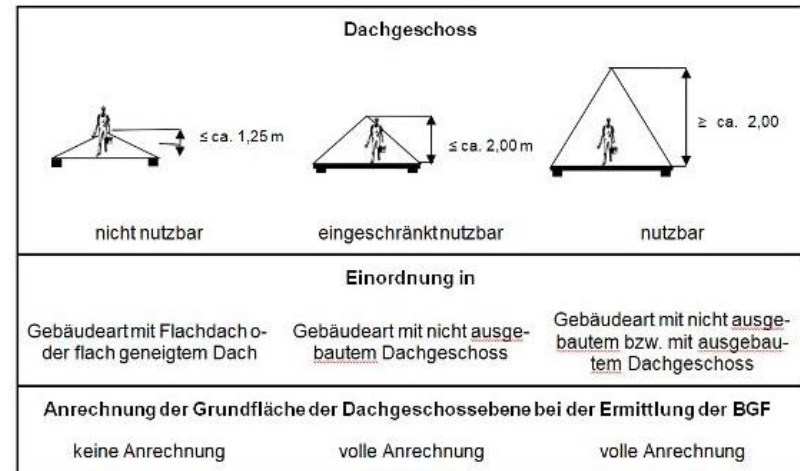 Dachgeschoss
≤ ca. 1,25 m
≤ ca. 2,00 m
≥ ca. 2,00
nicht nutzbar
eingeschränkt nutzbar
nutzbar
Einordnung in
Gebäudeart mit Flachdach o-
der flach geneigtem Dach
Gebäudeart mit nicht ausge-
bautem Dachgeschoss
Gebäudeart mit nicht ausge-
bautem bzw. mit ausgebau-
tem Dachgeschoss
Anrechnung der Grundfläche der Dachgeschossebene bei der Ermittlung der BGF
keine Anrechnung
volle Anrechnung
volle Anrechnung